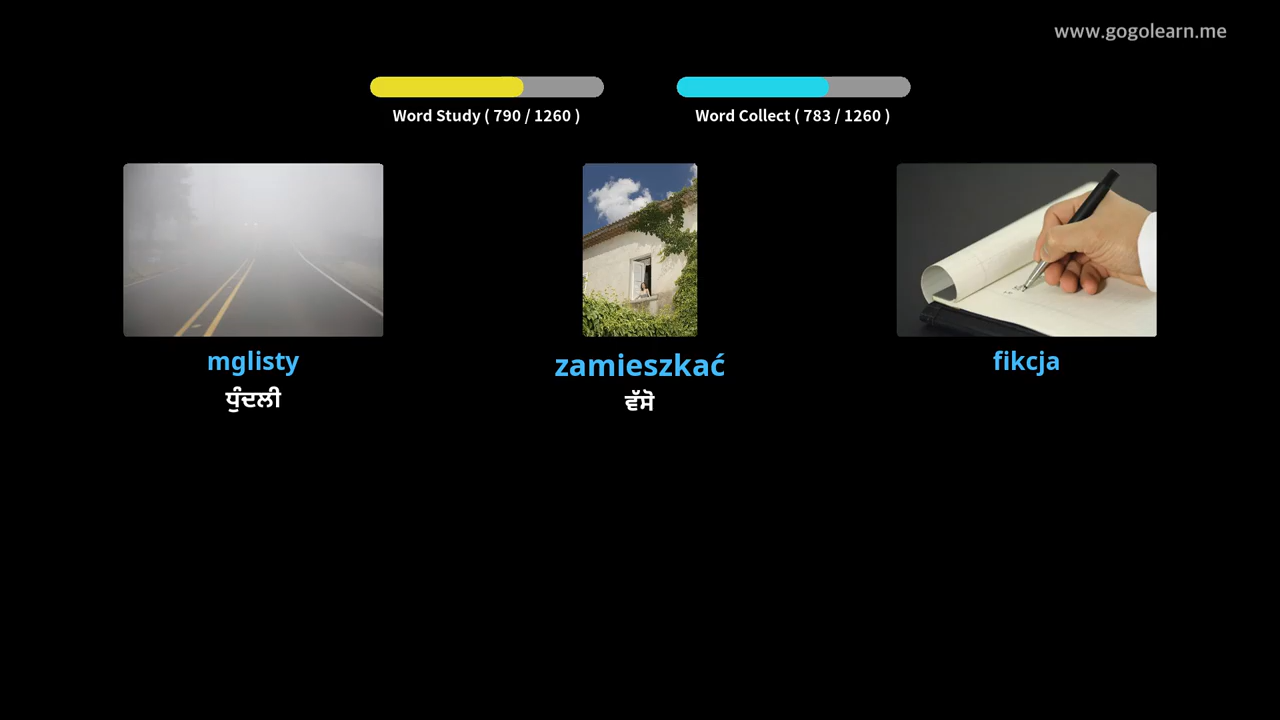 www.gogolearn.me
Word Study ( 790 / 1260 )
Word Collect ( 783 / 1260 )
mglisty
zamieszkać
fikcja
ਧੁੰਦਲੀ
ਵੱਸੋ